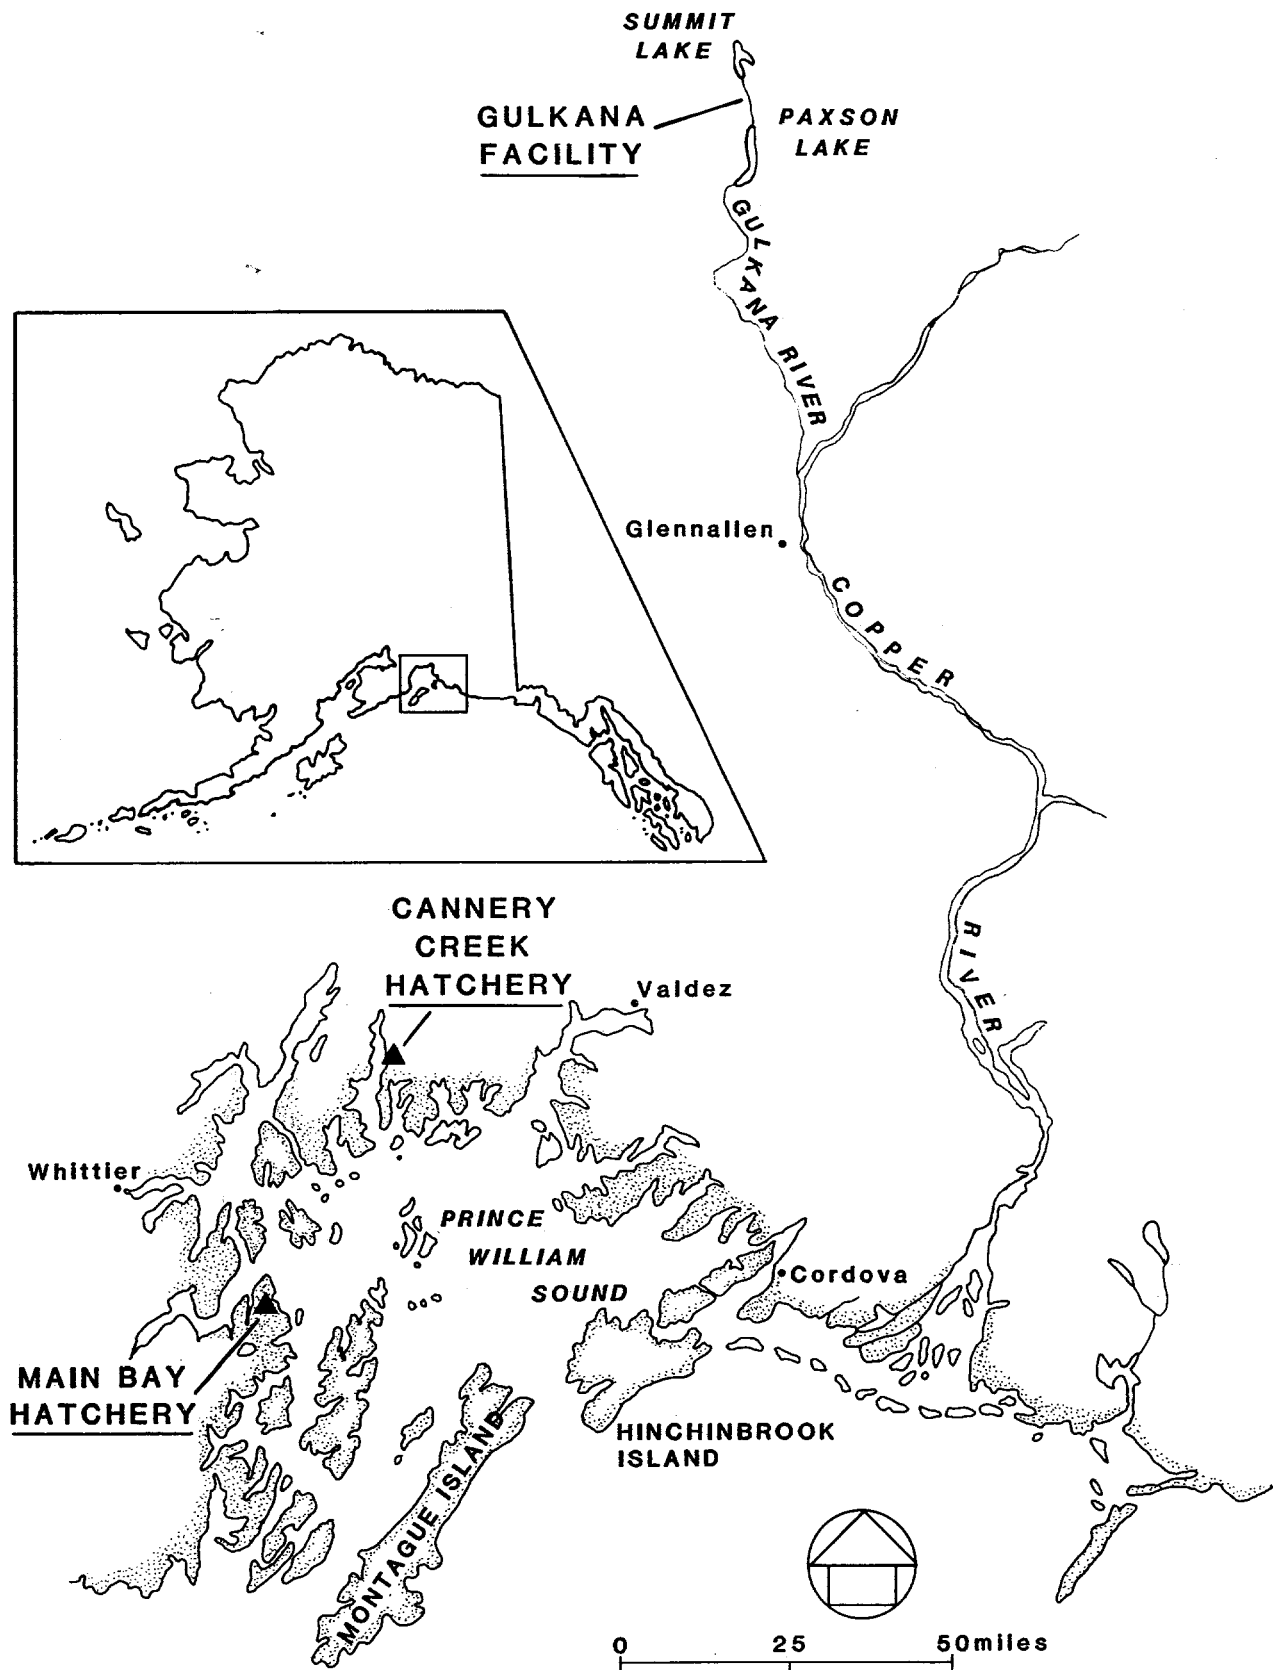 SUMMIT
LAKE
GULKANA
FACILITY
PAXSON
LAKE
GULKANA RIVER
Glennallen
COPPER
RIVER
CANNERY
CREEK
HATCHERY
Valdez
Whittier
PRINCE
WILLIAM
SOUND
Cordova
MAIN BAY
HATCHERY
HINCHINBROOK
ISLAND
MONTAGUE ISLAND
0 25 50miles